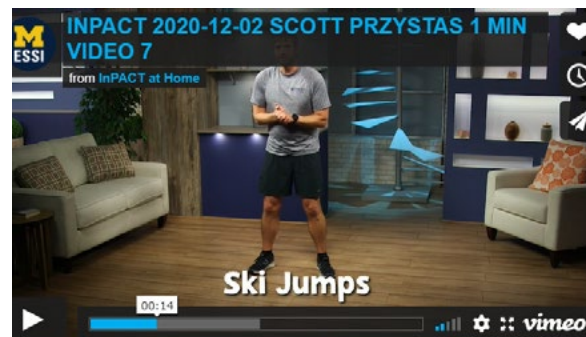 M
ESSI
INPACT 2020-12-02 SCOTT PRZYSTAS 1 MIN
VIDEO 7
from InPACT at Home
Ski Jumps
00:14
vimeo